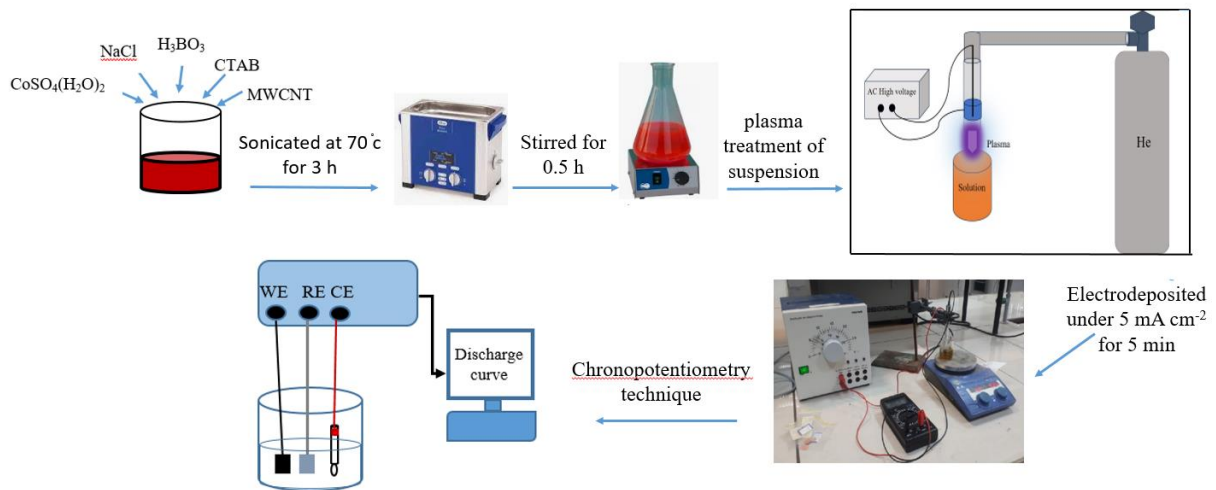 NaCl
H₃BO₃
CTAB
CoSO₄(H₂O)₂
MWCNT
Sonicated at 70°c
for 3 h
Stirred for
0.5 h
plasma
treatment of
suspension
AC High voltage
Plasma
Solution
He
Electrodeposited
under 5 mA cm⁻²
for 5 min
Chronopotentiometry
technique
WE RE CE
Discharge
curve